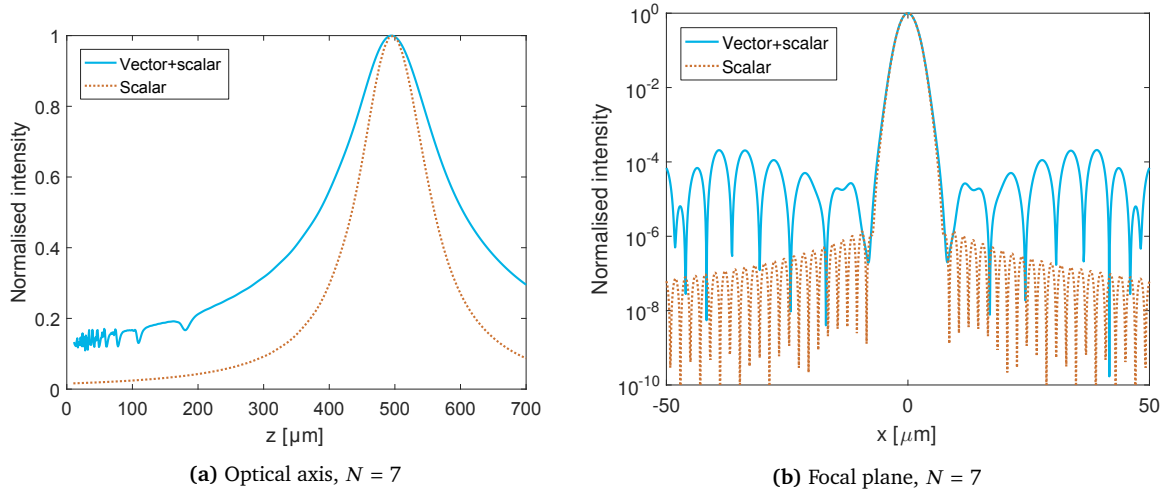 1
0.8
0.6
0.4
0.2
0
Normalised intensity
Vector+scalar
Scalar
0 100 200 300 400 500 600 700
z [μm]
(a) Optical axis, N = 7
10^0
10^-2
10^-4
10^-6
10^-8
10^-10
Normalised intensity
Vector+scalar
Scalar
-50 0 50
x [μm]
(b) Focal plane, N = 7